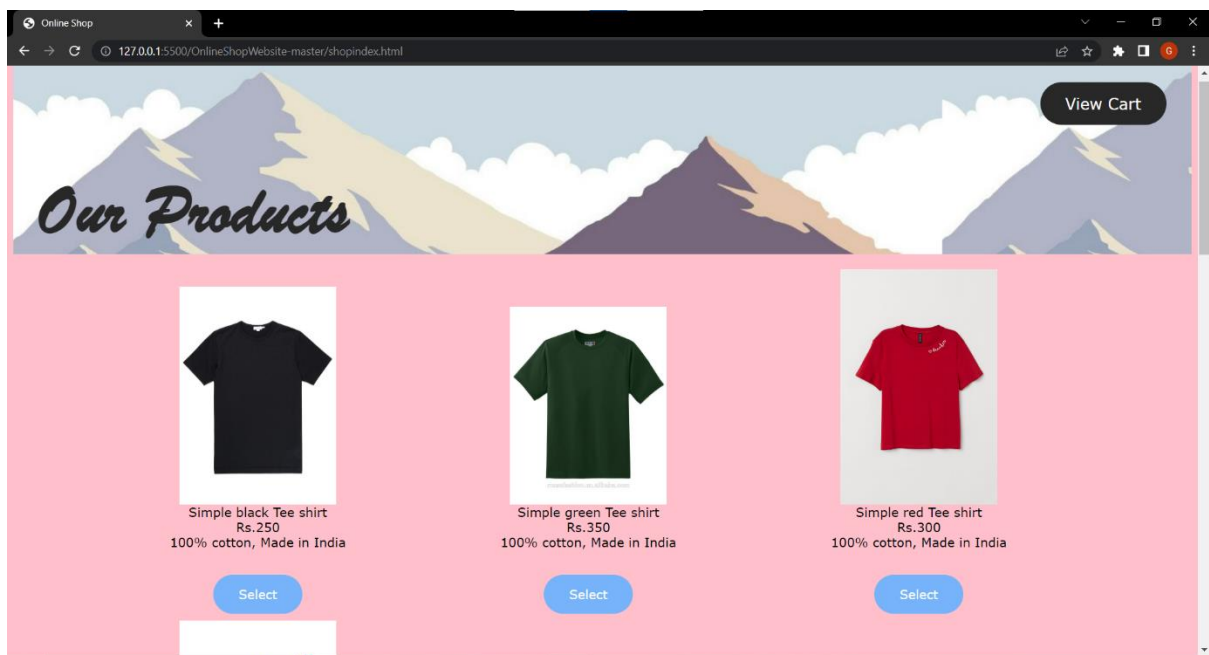 Online Shop
127.0.0.1:5500/OnlineShopWebsite-master/shopindex.html
G
View Cart
Our Products
Simple black Tee shirt
Rs.250
100% cotton, Made in India
Select
Simple green Tee shirt
Rs.350
100% cotton, Made in India
Select
Simple red Tee shirt
Rs.300
100% cotton, Made in India
Select